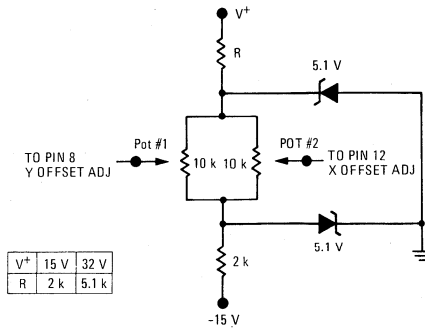 V+
R
5.1 V
Pot #1
POT #2
TO PIN 8
Y OFFSET ADJ
10 k
10 k
TO PIN 12
X OFFSET ADJ
5.1 V
2 k
-15 V
V+ 15 V 32 V
R 2 k 5.1 k